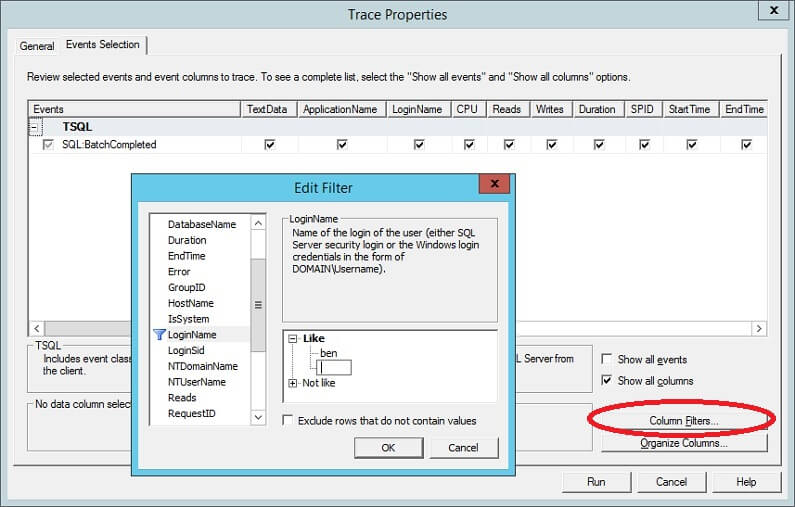 Trace Properties
x
General Events Selection
Review selected events and event columns to trace. To see a complete list, select the "Show all events" and "Show all columns" options.
Events TextData ApplicationName LoginName CPU Reads Writes Duration SPID StartTime EndTime
TSQL
SQL:BatchCompleted
Edit Filter
x
DatabaseName
Duration
EndTime
Error
GroupID
HostName
IsSystem
LoginName
LoginSid
NTDomainName
NTUserName
Reads
RequestID
LoginName
Name of the login of the user (either SQL
Server security login or the Windows login
credentials in the form of
DOMAIN\Username).
Like
ben
Not like
Exclude rows that do not contain values
OK Cancel
TSQL
Includes event clas
the client.
L Server from
No data column selec
Show all events
Show all columns
Column Filters...
Organize Columns...
Run Cancel Help